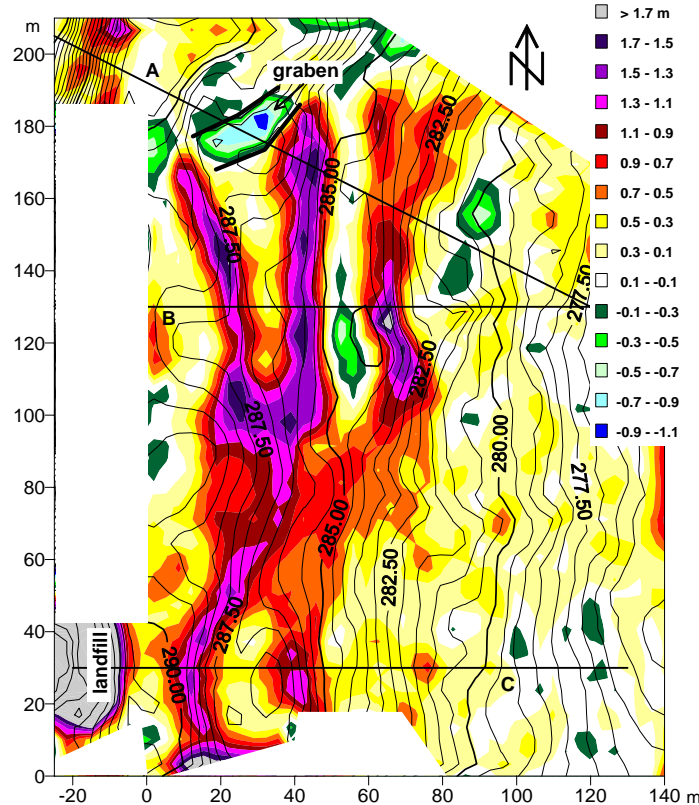 m
200
180
160
140
120
100
80
60
40
20
0
-20
0
20
40
60
80
100
120
140 m
A
graben
B
C
landfill
N
282.50
285.00
287.50
277.50
282.50
287.50
280.00
277.50
285.00
282.50
287.50
290.00
> 1.7 m
1.7 - 1.5
1.5 - 1.3
1.3 - 1.1
1.1 - 0.9
0.9 - 0.7
0.7 - 0.5
0.5 - 0.3
0.3 - 0.1
0.1 - -0.1
-0.1 - -0.3
-0.3 - -0.5
-0.5 - -0.7
-0.7 - -0.9
-0.9 - -1.1